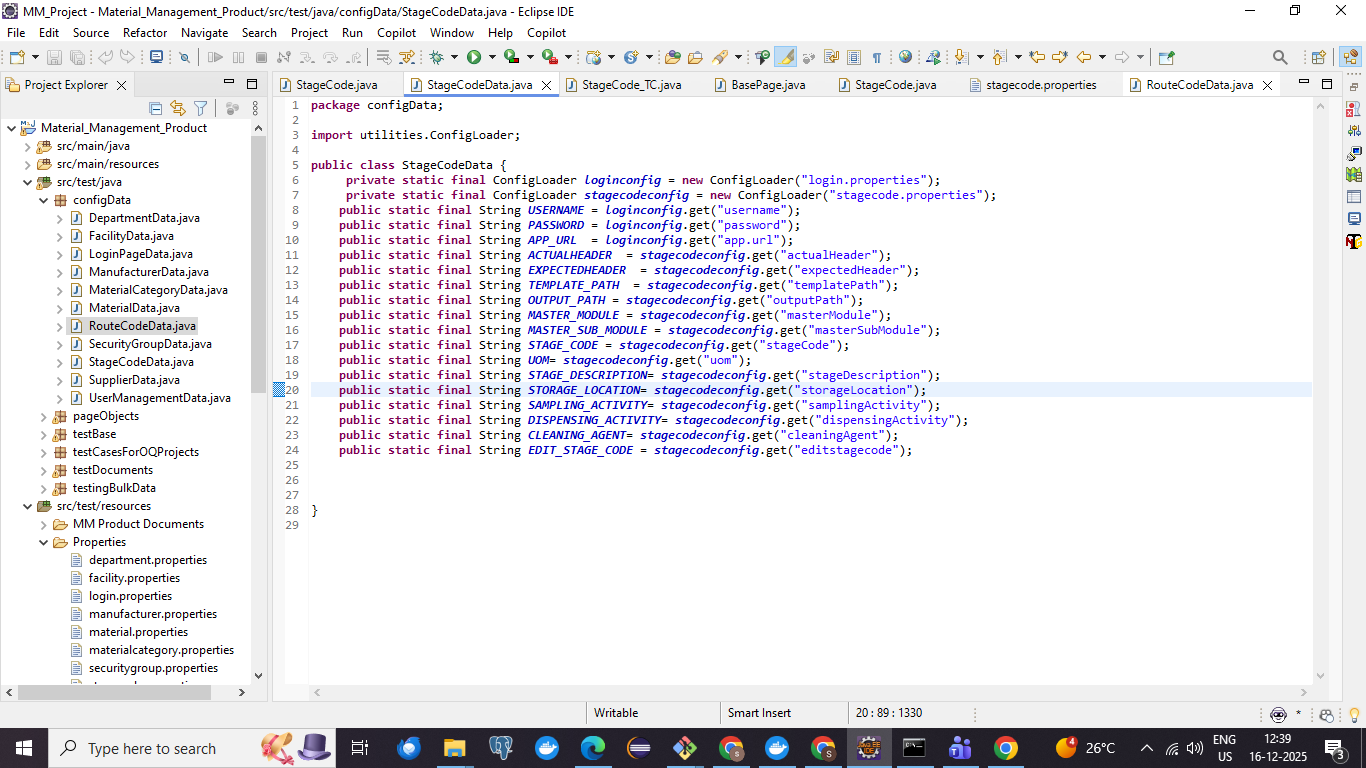 MM_Project - Material_Management_Product/src/test/java/configData/StageCodeData.java - Eclipse IDE
File Edit Source Refactor Navigate Search Project Run Copilot Window Help Copilot
Project Explorer
StageCode.java
StageCodeData.java
StageCode_TC.java
BasePage.java
StageCode.java
stagecode.properties
RouteCodeData.java
Material_Management_Product
src/main/java
src/main/resources
src/test/java
configData
DepartmentData.java
FacilityData.java
LoginPageData.java
ManufacturerData.java
MaterialCategoryData.java
MaterialData.java
RouteCodeData.java
SecurityGroupData.java
StageCodeData.java
SupplierData.java
UserManagementData.java
pageObjects
testBase
testCasesForOQProjects
testDocuments
testingBulkData
src/test/resources
MM Product Documents
Properties
department.properties
facility.properties
login.properties
manufacturer.properties
material.properties
materialcategory.properties
securitygroup.properties
1 package configData;
2
3 import utilities.ConfigLoader;
4
5 public class StageCodeData {
6 private static final ConfigLoader loginconfig = new ConfigLoader("login.properties");
7 private static final ConfigLoader stagecodeconfig = new ConfigLoader("stagecode.properties");
8 public static final String USERNAME = loginconfig.get("username");
9 public static final String PASSWORD = loginconfig.get("password");
10 public static final String APP_URL  = loginconfig.get("app.url");
11 public static final String ACTUALHEADER  = stagecodeconfig.get("actualHeader");
12 public static final String EXPECTEDHEADER  = stagecodeconfig.get("expectedHeader");
13 public static final String TEMPLATE_PATH  = stagecodeconfig.get("templatePath");
14 public static final String OUTPUT_PATH = stagecodeconfig.get("outputPath");
15 public static final String MASTER_MODULE = stagecodeconfig.get("masterModule");
16 public static final String MASTER_SUB_MODULE = stagecodeconfig.get("masterSubModule");
17 public static final String STAGE_CODE = stagecodeconfig.get("stageCode");
18 public static final String UOM= stagecodeconfig.get("uom");
19 public static final String STAGE_DESCRIPTION= stagecodeconfig.get("stageDescription");
20 public static final String STORAGE_LOCATION= stagecodeconfig.get("storageLocation");
21 public static final String SAMPLING_ACTIVITY= stagecodeconfig.get("samplingActivity");
22 public static final String DISPENSING_ACTIVITY= stagecodeconfig.get("dispensingActivity");
23 public static final String CLEANING_AGENT= stagecodeconfig.get("cleaningAgent");
24 public static final String EDIT_STAGE_CODE = stagecodeconfig.get("editstagecode");
25
26
27
28 }
29
Writable
Smart Insert
20 : 89 : 1330
Type here to search
4
26°C
ENG
US
12:39
16-12-2025
3